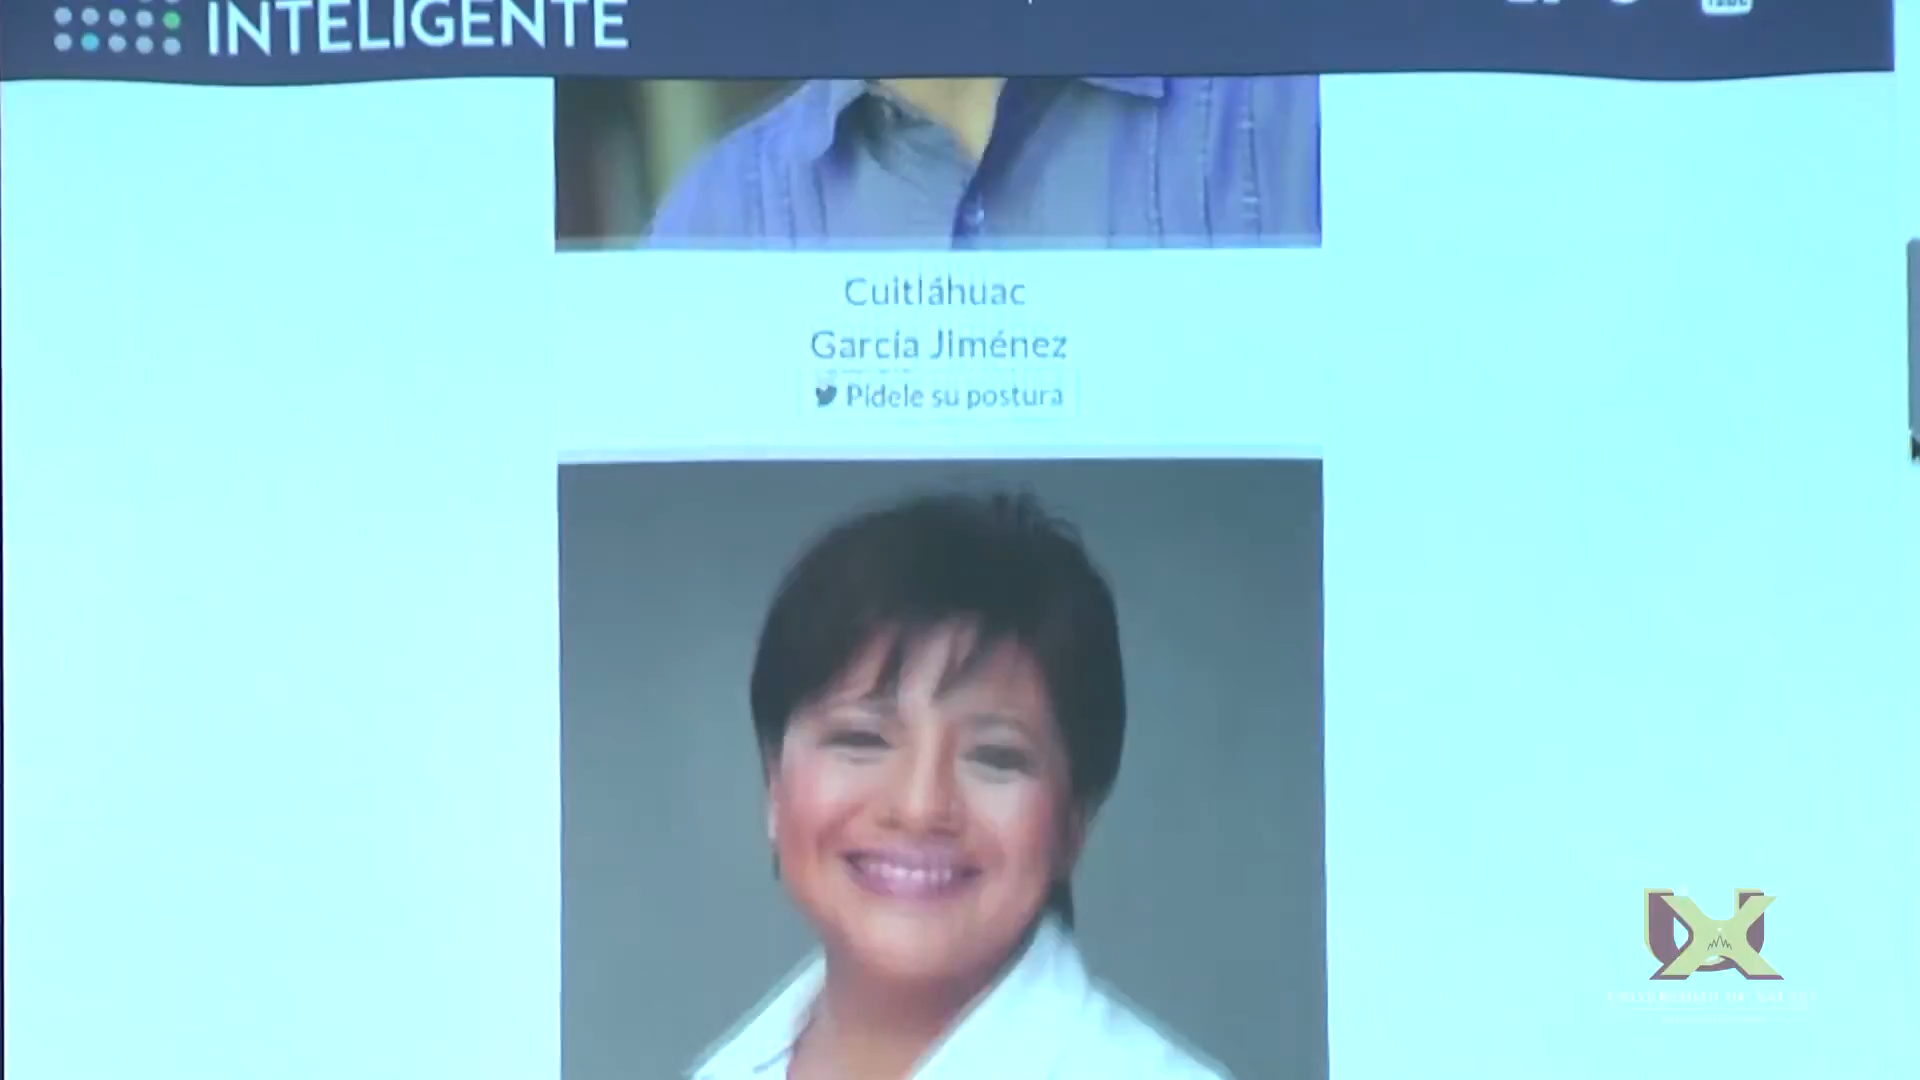 INTELIGENTE
Cuitláhuac
García Jiménez
Pídele su postura